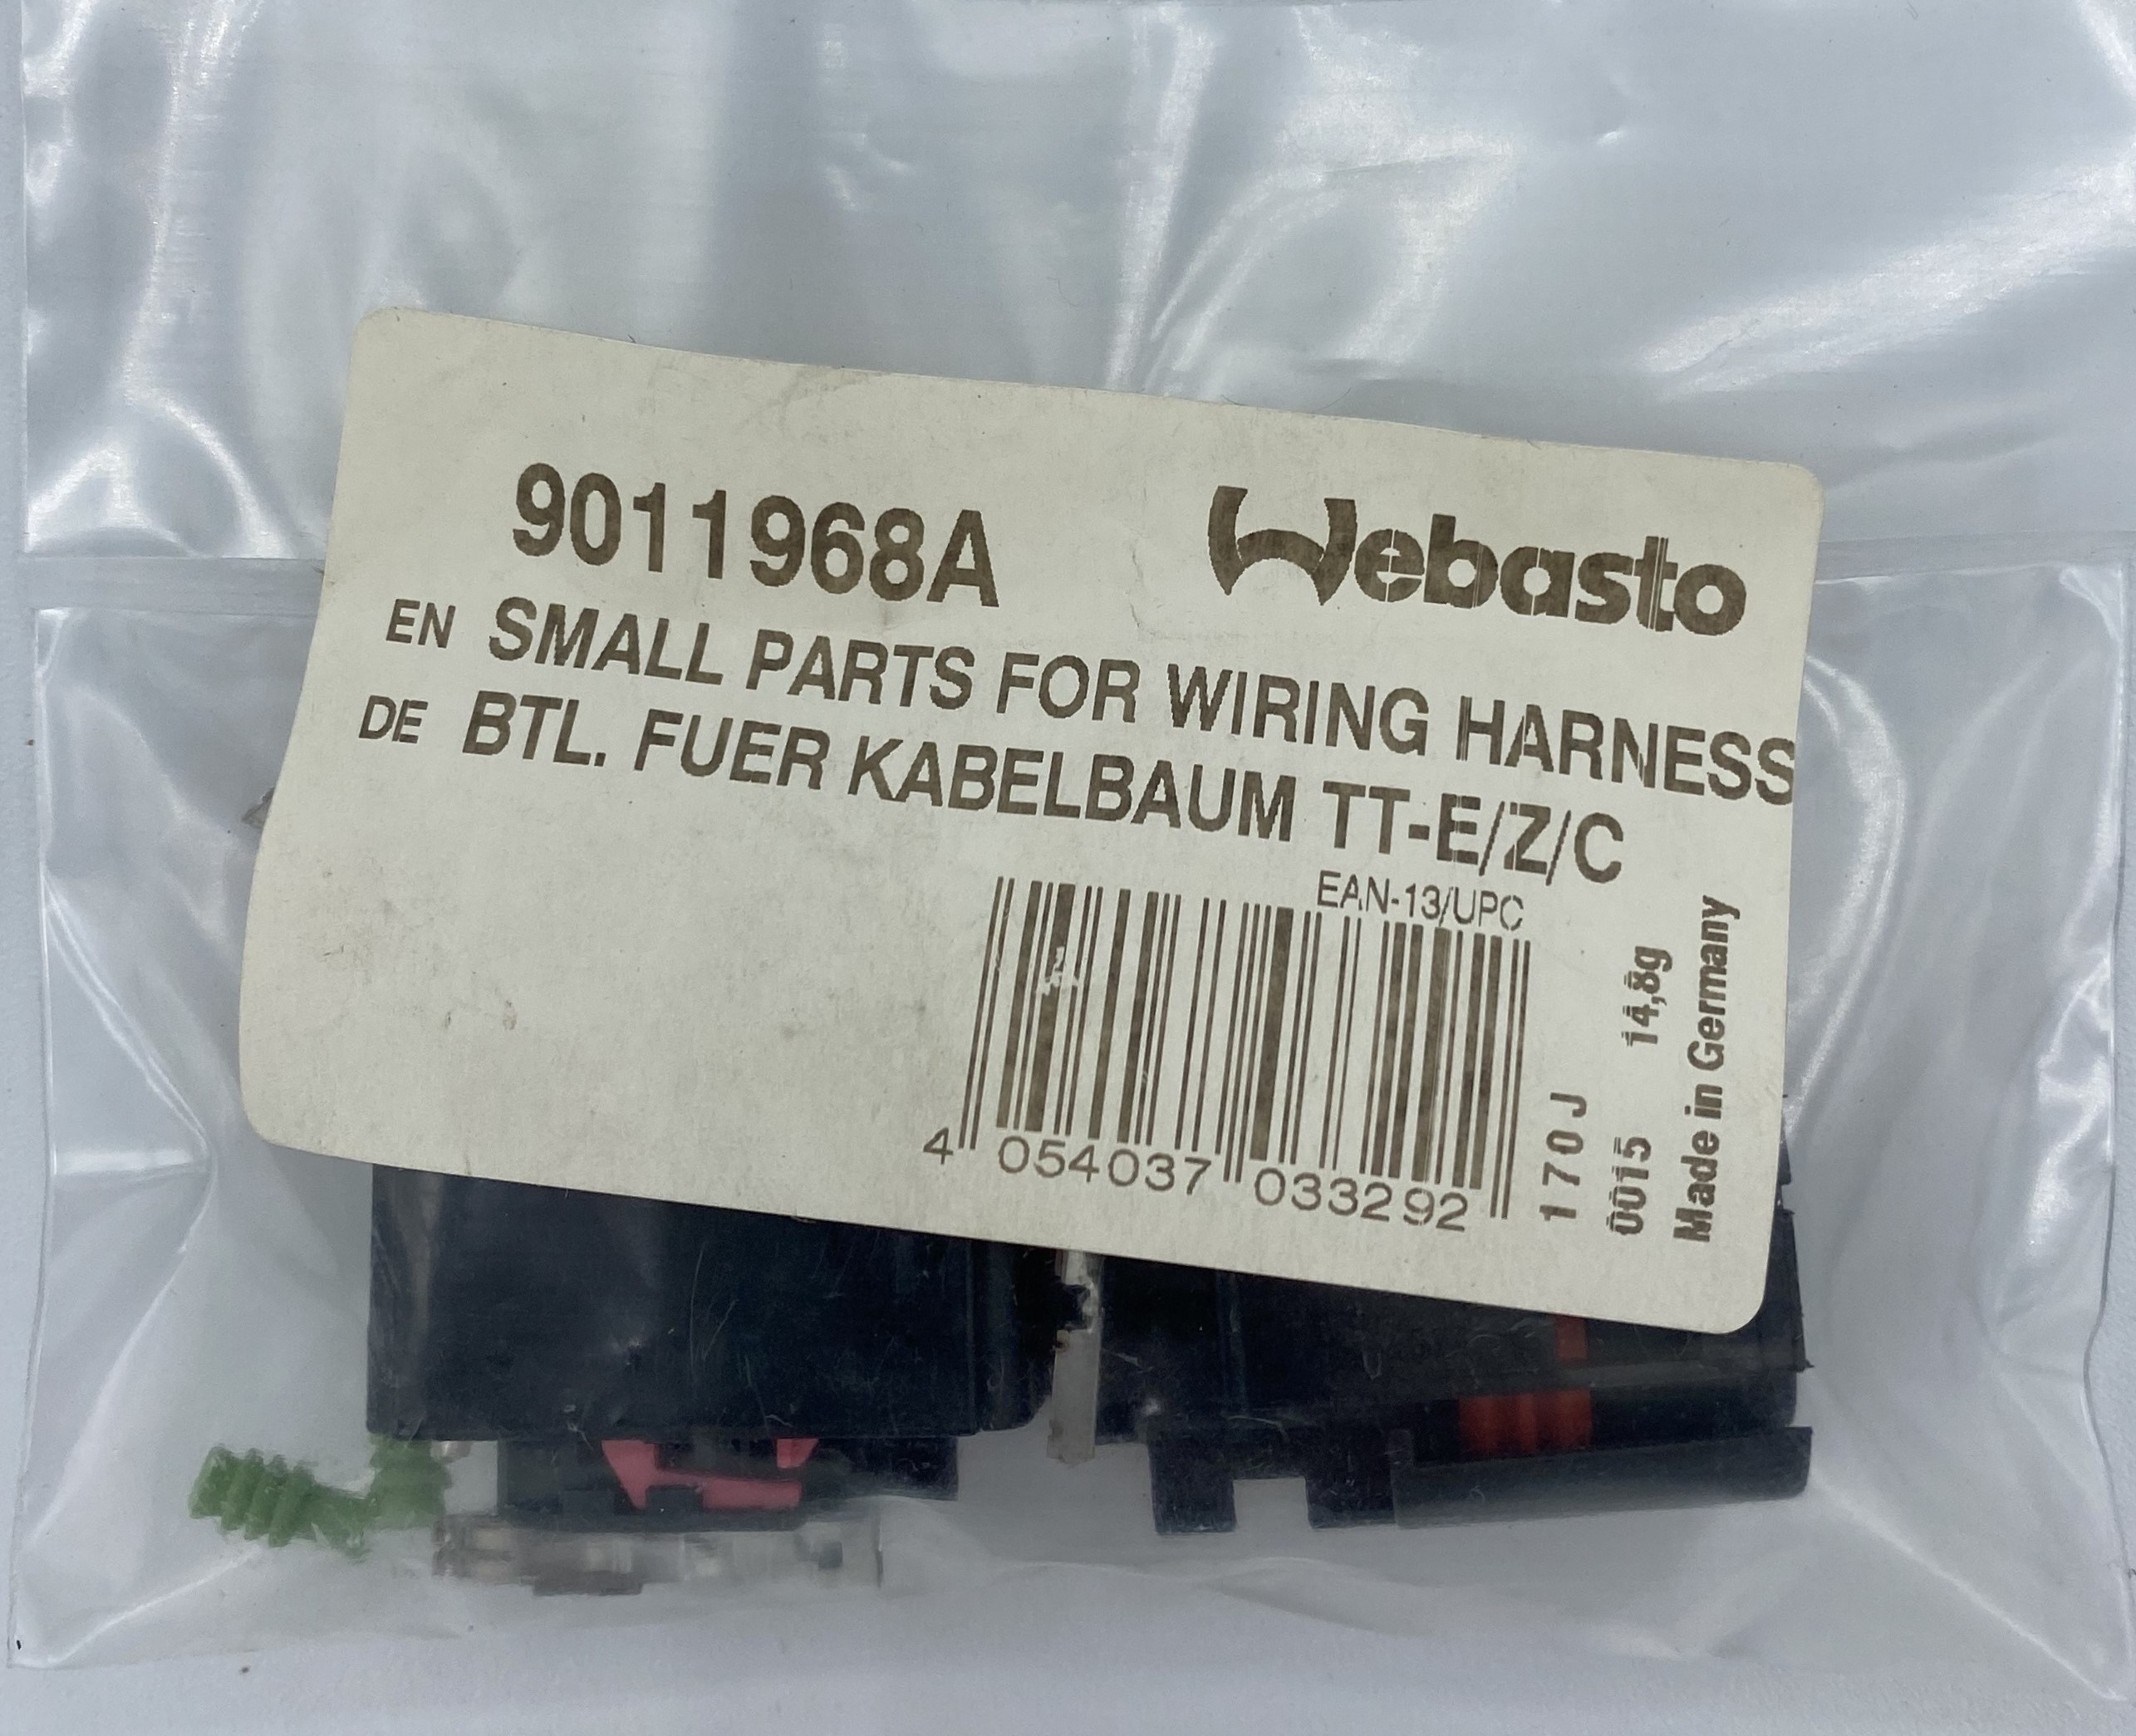 9011968A Webasto
EN SMALL PARTS FOR WIRING HARNESS
DE BTL. FUER KABELBAUM TT-E/Z/C
EAN-13/UPC
4 054037 033292
170J
0015 14,8g
Made in Germany